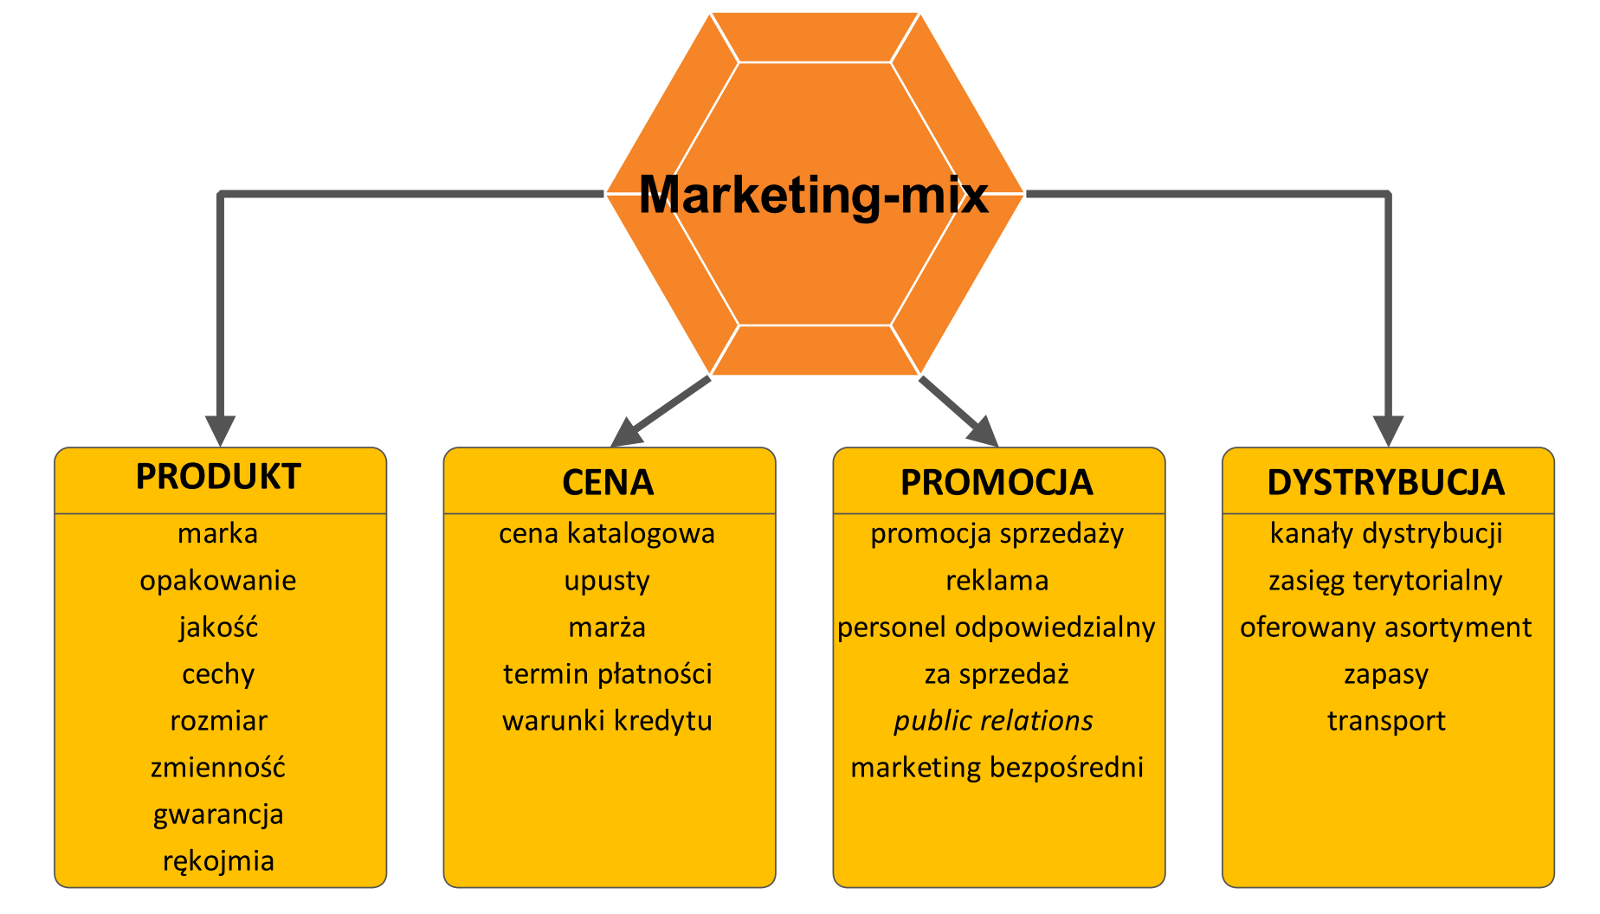 Marketing-mix
PRODUKT
marka
opakowanie
jakość
cechy
rozmiar
zmienność
gwarancja
rękojmia
CENA
cena katalogowa
upusty
marża
termin płatności
warunki kredytu
PROMOCJA
promocja sprzedaży
reklama
personel odpowiedzialny
za sprzedaż
public relations
marketing bezpośredni
DYSTRYBUCJA
kanały dystrybucji
zasięg terytorialny
oferowany asortyment
zapasy
transport